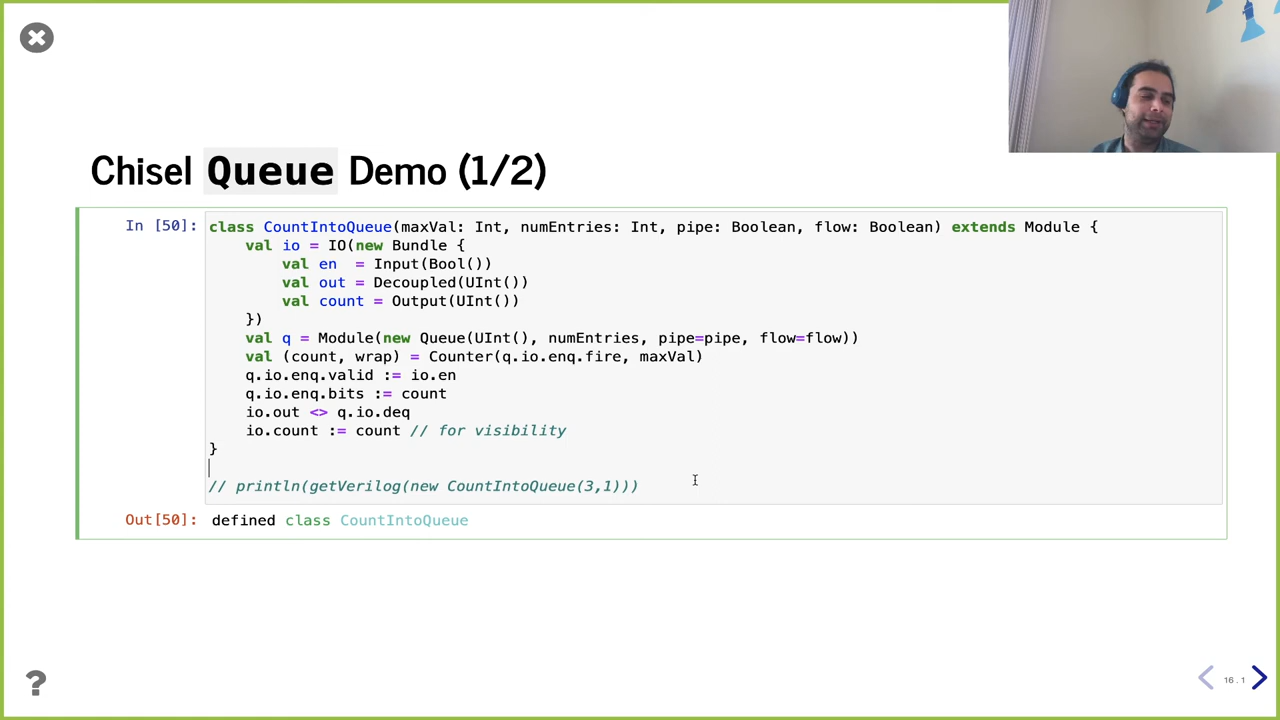 Chisel Queue Demo (1/2)
In [50]:
class CountIntoQueue(maxVal: Int, numEntries: Int, pipe: Boolean, flow: Boolean) extends Module {
    val io = IO(new Bundle {
        val en  = Input(Bool())
        val out = Decoupled(UInt())
        val count = Output(UInt())
    })
    val q = Module(new Queue(UInt(), numEntries, pipe=pipe, flow=flow))
    val (count, wrap) = Counter(q.io.enq.fire, maxVal)
    q.io.enq.valid := io.en
    q.io.enq.bits := count
    io.out <> q.io.deq
    io.count := count // for visibility
}
// println(getVerilog(new CountIntoQueue(3,1)))
Out[50]: defined class CountIntoQueue
?
16.1